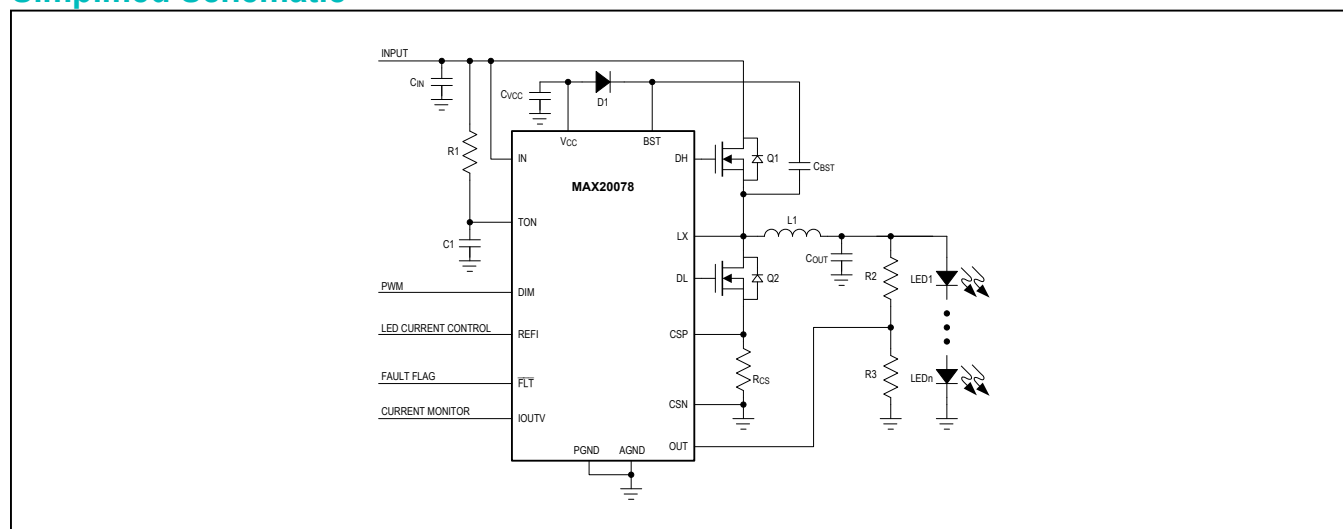 INPUT
CIN
CVCC
D1
R1
VCC
BST
IN
DH
Q1
CBST
MAX20078
TON
C1
LX
L1
COUT
R2
LED1
DL
Q2
PWM
DIM
LED CURRENT CONTROL
REFI
CSP
FAULT FLAG
FLT
RCS
R3
LEDn
CURRENT MONITOR
IOUTV
CSN
OUT
PGND
AGND